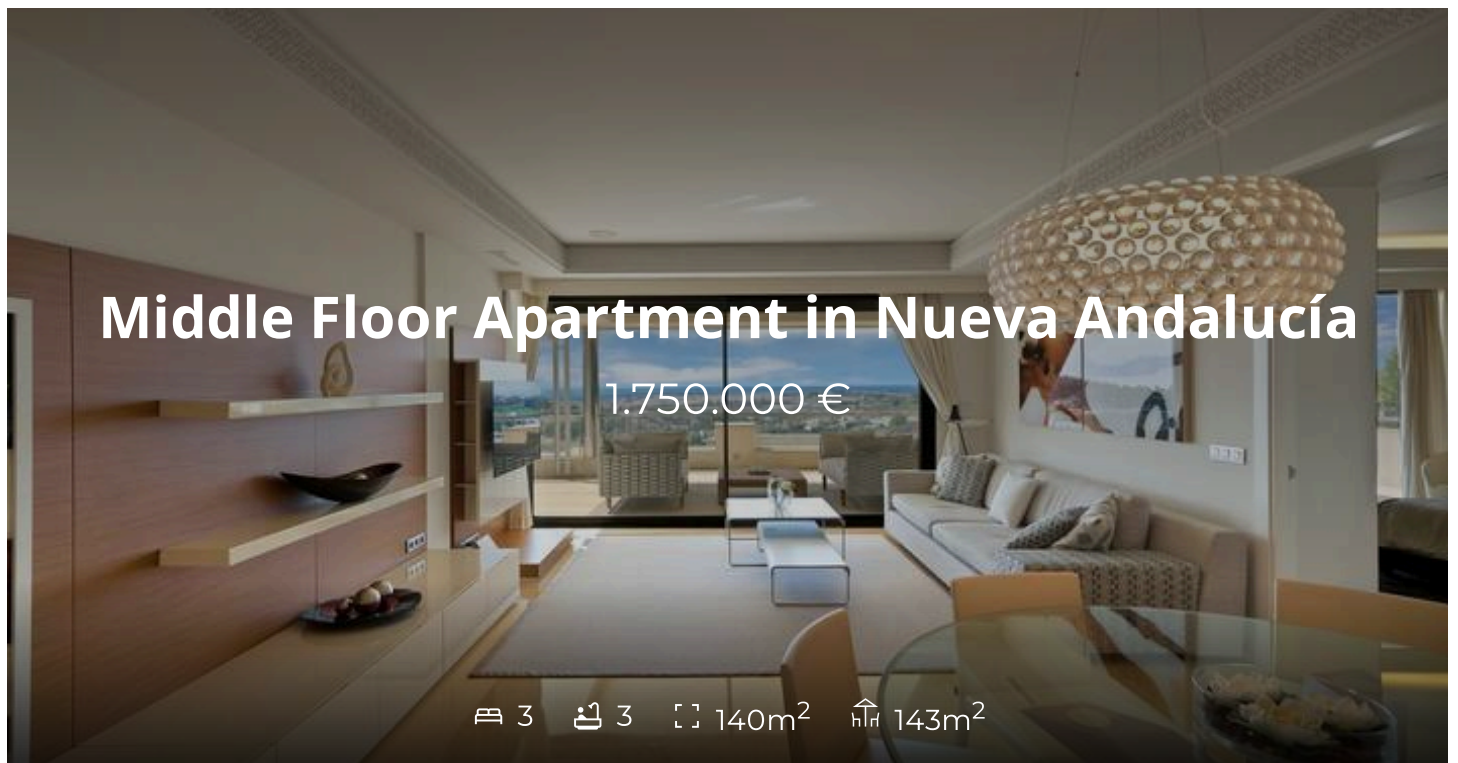 Middle Floor Apartment in Nueva Andalucía
1.750.000 €
3 3 140m² 143m²